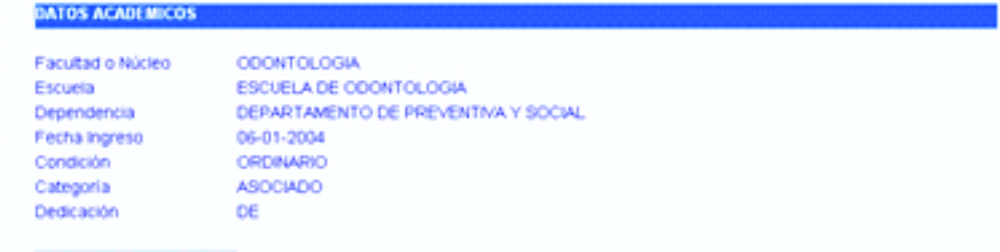 DATOS ACADEMICOS
Facultad o Núcleo ODONTOLOGIA
Escuela ESCUELA DE ODONTOLOGIA
Dependencia DEPARTAMENTO DE PREVENTIVA Y SOCIAL
Fecha Ingreso 06-01-2004
Condición ORDINARIO
Categoría ASOCIADO
Dedicación DE